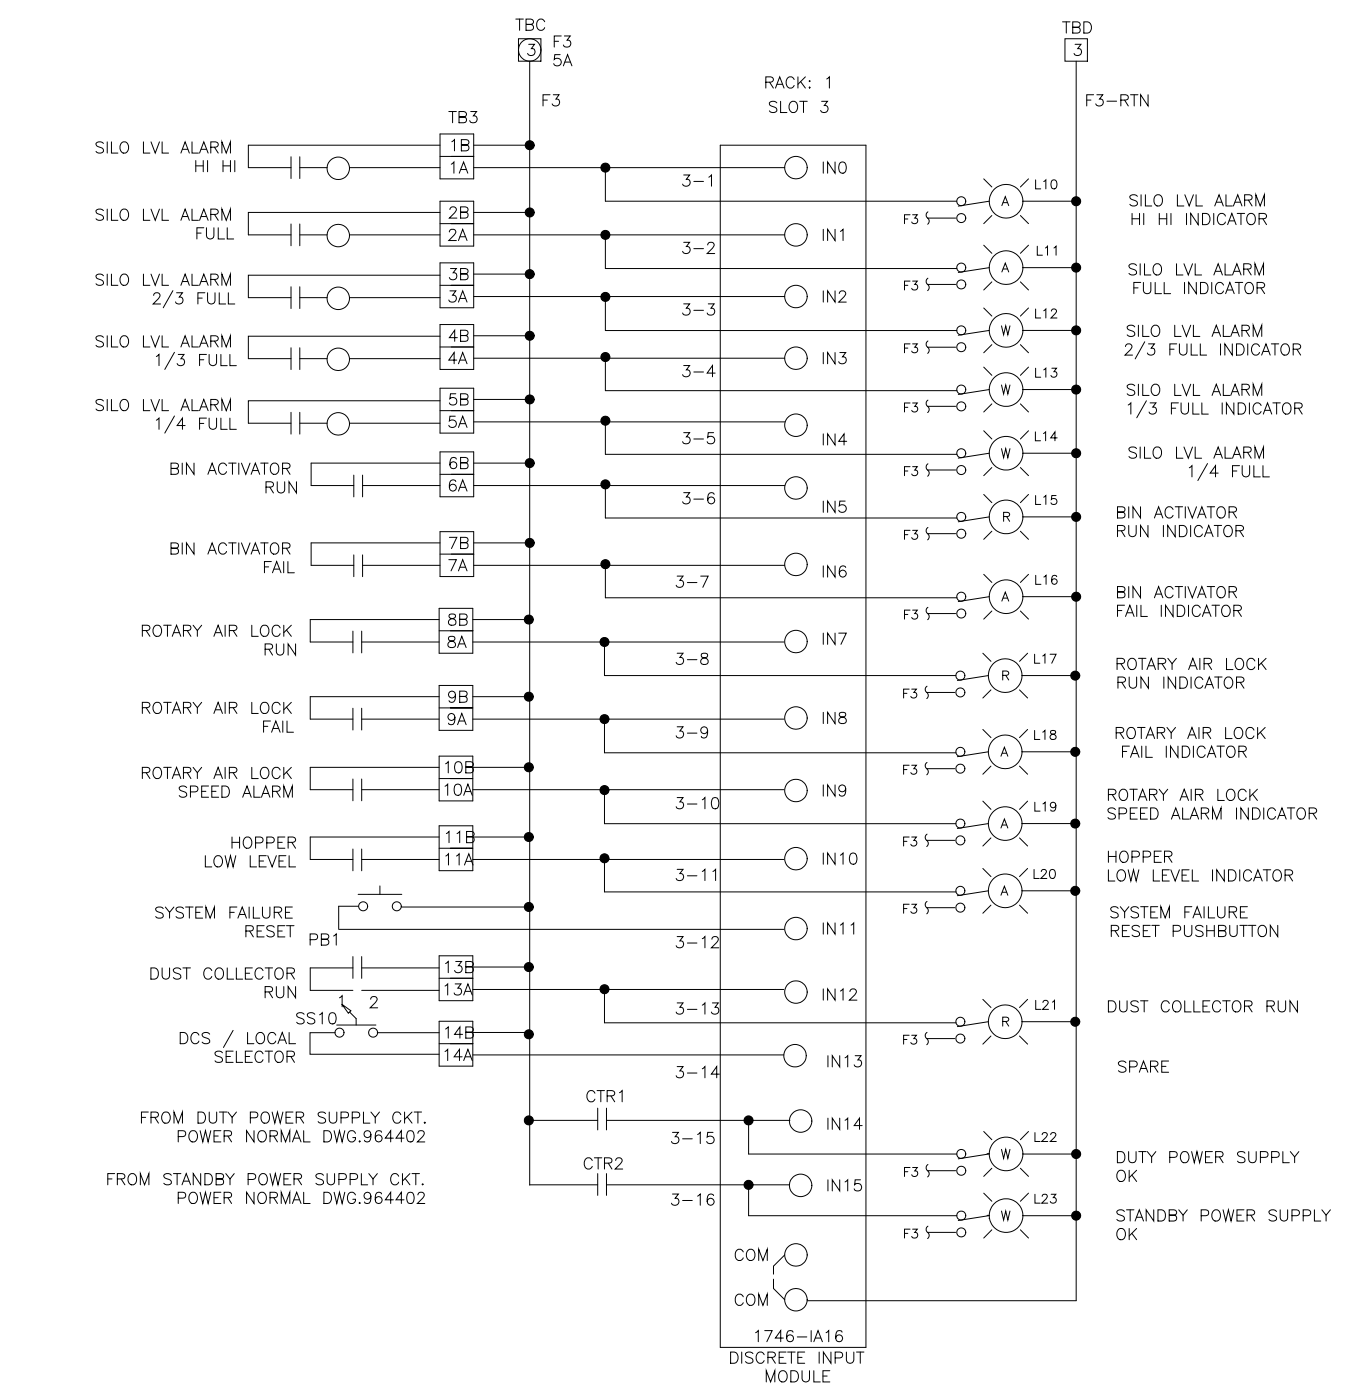 TBC
3
F3
5A
F3
TBD
3
F3-RTN
RACK: 1
SLOT 3
TB3
SILO LVL ALARM
HI HI
1B
1A
3-1
IN0
F3
A
L10
SILO LVL ALARM
HI HI INDICATOR
SILO LVL ALARM
FULL
2B
2A
3-2
IN1
F3
A
L11
SILO LVL ALARM
FULL INDICATOR
SILO LVL ALARM
2/3 FULL
3B
3A
3-3
IN2
F3
W
L12
SILO LVL ALARM
2/3 FULL INDICATOR
SILO LVL ALARM
1/3 FULL
4B
4A
3-4
IN3
F3
W
L13
SILO LVL ALARM
1/3 FULL INDICATOR
SILO LVL ALARM
1/4 FULL
5B
5A
3-5
IN4
F3
W
L14
SILO LVL ALARM
1/4 FULL
BIN ACTIVATOR
RUN
6B
6A
3-6
IN5
F3
R
L15
BIN ACTIVATOR
RUN INDICATOR
BIN ACTIVATOR
FAIL
7B
7A
3-7
IN6
F3
A
L16
BIN ACTIVATOR
FAIL INDICATOR
ROTARY AIR LOCK
RUN
8B
8A
3-8
IN7
F3
R
L17
ROTARY AIR LOCK
RUN INDICATOR
ROTARY AIR LOCK
FAIL
9B
9A
3-9
IN8
F3
A
L18
ROTARY AIR LOCK
FAIL INDICATOR
ROTARY AIR LOCK
SPEED ALARM
10B
10A
3-10
IN9
F3
A
L19
ROTARY AIR LOCK
SPEED ALARM INDICATOR
HOPPER
LOW LEVEL
11B
11A
3-11
IN10
F3
A
L20
HOPPER
LOW LEVEL INDICATOR
SYSTEM FAILURE
RESET
PB1
3-12
IN11
SYSTEM FAILURE
RESET PUSHBUTTON
DUST COLLECTOR
RUN
13B
13A
3-13
IN12
F3
R
L21
DUST COLLECTOR RUN
1 2
SS10
DCS / LOCAL
SELECTOR
14B
14A
3-14
IN13
SPARE
FROM DUTY POWER SUPPLY CKT.
POWER NORMAL DWG.964402
CTR1
3-15
IN14
F3
W
L22
DUTY POWER SUPPLY
OK
FROM STANDBY POWER SUPPLY CKT.
POWER NORMAL DWG.964402
CTR2
3-16
IN15
F3
W
L23
STANDBY POWER SUPPLY
OK
COM
COM
1746-IA16
DISCRETE INPUT
MODULE